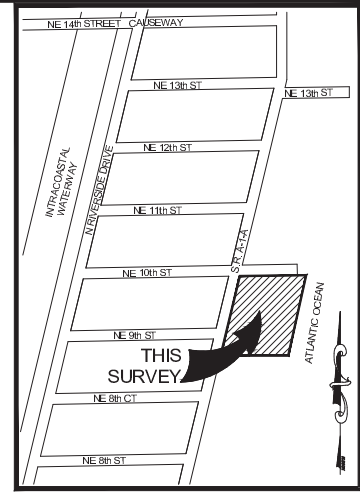 NE 14th STREET CAUSEWAY
NE 13th ST
NE 13th ST
NE 12th ST
INTRACOASTAL
WATERWAY
N RIVERSIDE DRIVE
NE 11th ST
S.R. A-1-A
NE 10th ST
ATLANTIC OCEAN
NE 9th ST
THIS
SURVEY
NE 8th CT
NE 8th ST